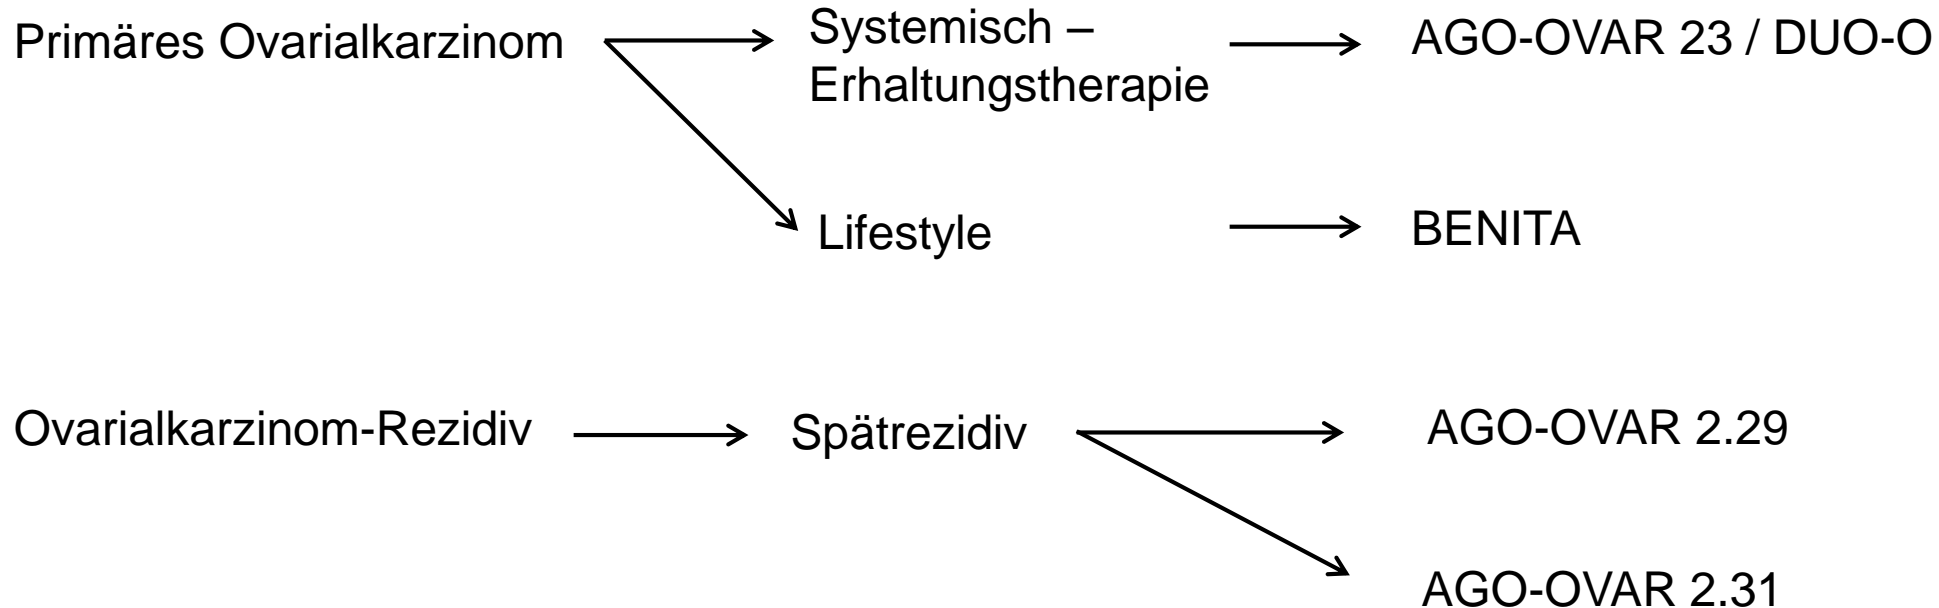 Primäres Ovarialkarzinom
Systemisch –
Erhaltungstherapie
AGO-OVAR 23 / DUO-O
Lifestyle
BENITA
Ovarialkarzinom-Rezidiv
Spätrezidiv
AGO-OVAR 2.29
AGO-OVAR 2.31